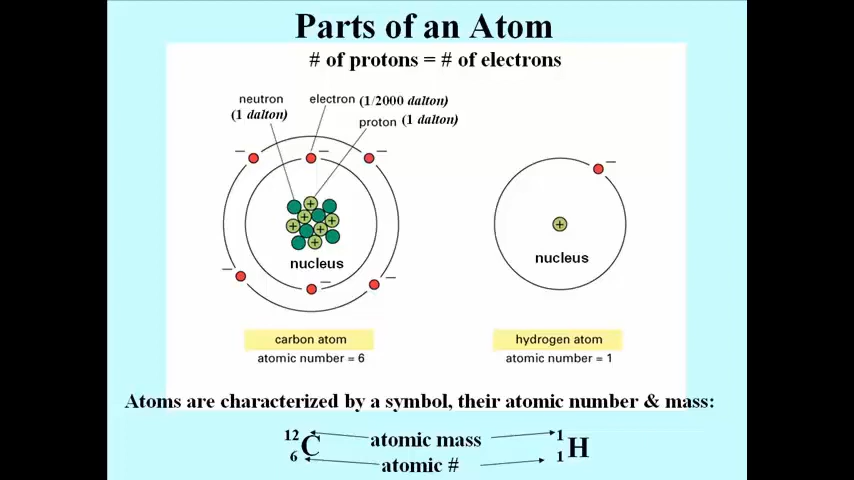 Parts of an Atom
# of protons = # of electrons
neutron
(1 dalton)
electron (1/2000 dalton)
proton (1 dalton)
nucleus
nucleus
carbon atom
atomic number = 6
hydrogen atom
atomic number = 1
Atoms are characterized by a symbol, their atomic number & mass:
12 6 C
atomic mass
atomic #
1 1 H